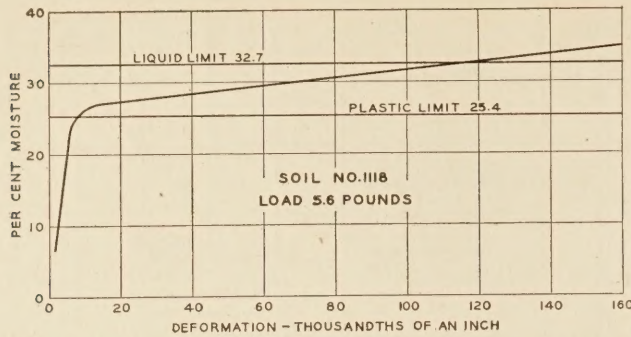 40
LIQUID LIMIT 32.7
30
PLASTIC LIMIT 25.4
20
SOIL NO.1118
LOAD 5.6 POUNDS
10
0
0 20 40 60 80 100 120 140 160
PER CENT MOISTURE
DEFORMATION – THOUSANDTHS OF AN INCH